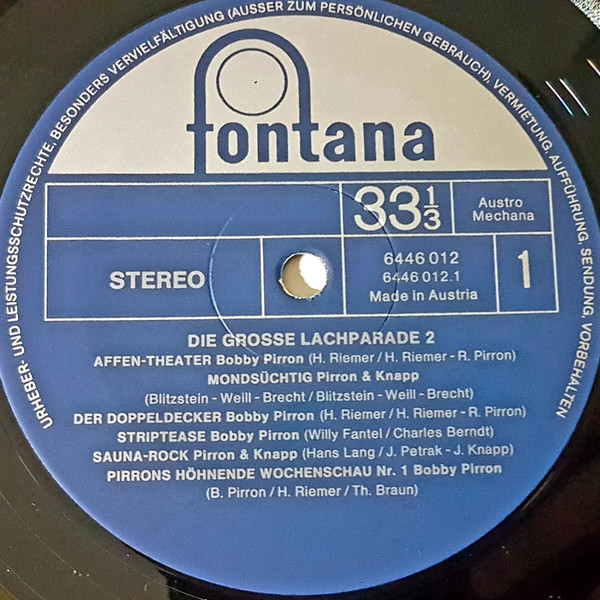 URHEBER- UND LEISTUNGSSCHUTZRECHTE, BESONDERS VERVIELFÄLTIGUNG (AUSSER ZUM PERSÖNLICHEN GEBRAUCH), VERMIETUNG, AUFFÜHRUNG, SENDUNG, VORBEHALTEN
fontana
33 1/3
Austro
Mechana
STEREO
6446 012
6446 012.1
Made in Austria
1
DIE GROSSE LACHPARADE 2
AFFEN-THEATER Bobby Pirron (H. Riemer / H. Riemer - R. Pirron)
MONDSÜCHTIG Pirron & Knapp
(Blitzstein - Weill - Brecht / Blitzstein - Weill - Brecht)
DER DOPPELDECKER Bobby Pirron (H. Riemer / H. Riemer - R. Pirron)
STRIPTEASE Bobby Pirron (Willy Fantel / Charles Berndt)
SAUNA-ROCK Pirron & Knapp (Hans Lang / J. Petrak - J. Knapp)
PIRRONS HÖHNENDE WOCHENSCHAU Nr. 1 Bobby Pirron
(B. Pirron / H. Riemer / Th. Braun)